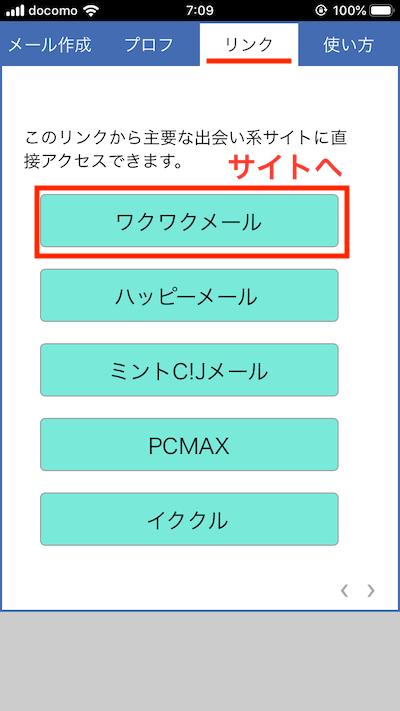 docomo 7:09 100%
メール作成 プロフ リンク 使い方
このリンクから主要な出会い系サイトに直
接アクセスできます。
サイトへ
ワクワクメール
ハッピーメール
ミントC!Jメール
PCMAX
イククル